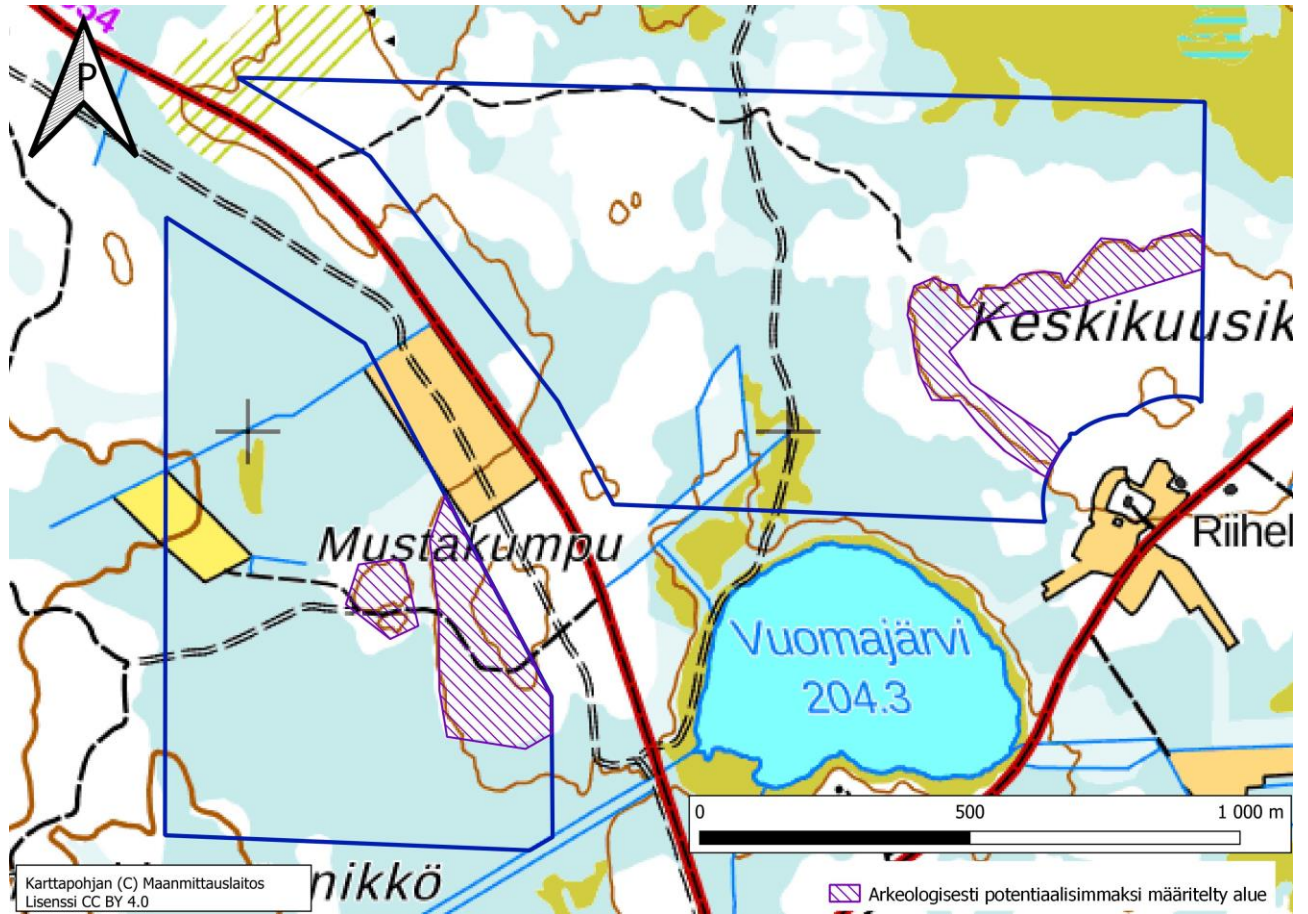 P
Keskikuusik
Riihel
Mustakumpu
Vuomajärvi
204.3
0 500 1 000 m
nikkö
Karttapohjan (C) Maanmittauslaitos
Lisenssi CC BY 4.0
Arkeologisesti potentiaalisimmaksi määritelty alue